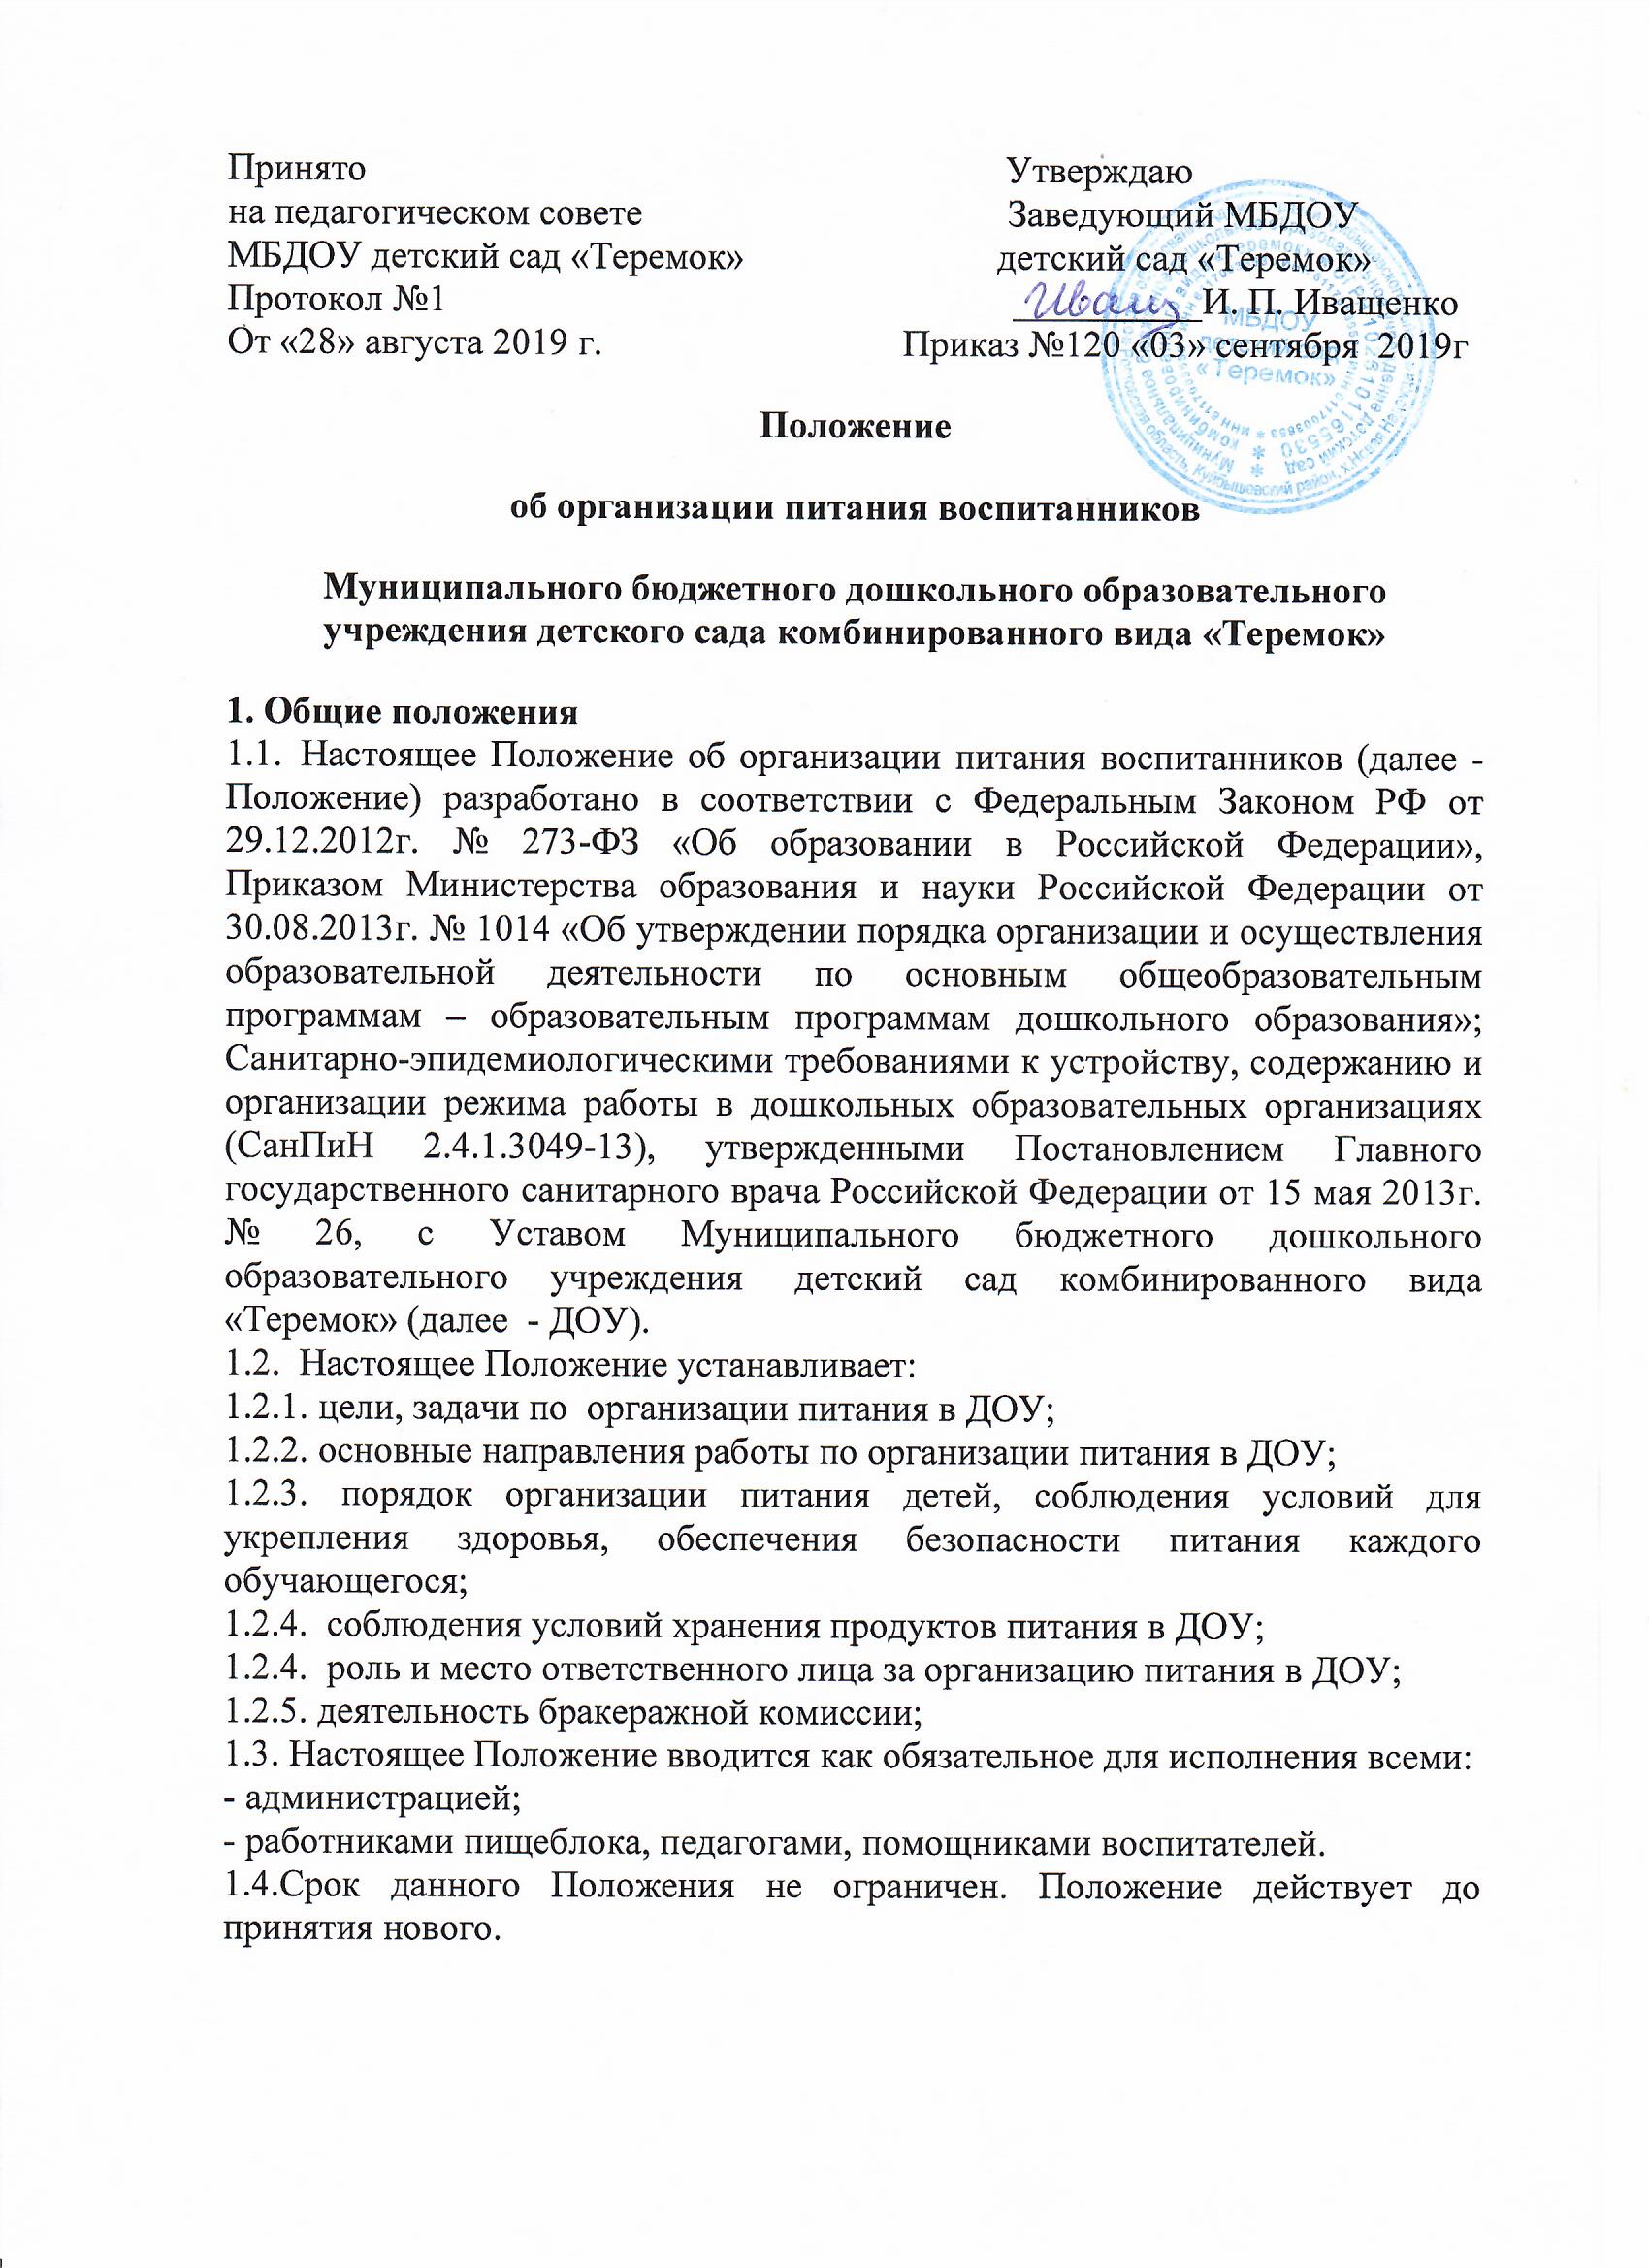 Принято
на педагогическом совете
МБДОУ детский сад «Теремок»
Протокол №1
От «28» августа 2019 г.
Утверждаю
Заведующий МБДОУ
детский сад «Теремок»
И. П. Иващенко
Приказ №120 «03» сентября 2019г
МБДОУ
детский сад
«Теремок»
Положение
об организации питания воспитанников
Муниципального бюджетного дошкольного образовательного
учреждения детского сада комбинированного вида «Теремок»
1. Общие положения
1.1. Настоящее Положение об организации питания воспитанников (далее -
Положение) разработано в соответствии с Федеральным Законом РФ от
29.12.2012г. № 273-ФЗ «Об образовании в Российской Федерации»,
Приказом Министерства образования и науки Российской Федерации от
30.08.2013г. № 1014 «Об утверждении порядка организации и осуществления
образовательной деятельности по основным общеобразовательным
программам – образовательным программам дошкольного образования»;
Санитарно-эпидемиологическими требованиями к устройству, содержанию и
организации режима работы в дошкольных образовательных организациях
(СанПиН 2.4.1.3049-13), утвержденными Постановлением Главного
государственного санитарного врача Российской Федерации от 15 мая 2013г.
№ 26, с Уставом Муниципального бюджетного дошкольного
образовательного учреждения детский сад комбинированного вида
«Теремок» (далее - ДОУ).
1.2. Настоящее Положение устанавливает:
1.2.1. цели, задачи по организации питания в ДОУ;
1.2.2. основные направления работы по организации питания в ДОУ;
1.2.3. порядок организации питания детей, соблюдения условий для
укрепления здоровья, обеспечения безопасности питания каждого
обучающегося;
1.2.4. соблюдения условий хранения продуктов питания в ДОУ;
1.2.4. роль и место ответственного лица за организацию питания в ДОУ;
1.2.5. деятельность бракеражной комиссии;
1.3. Настоящее Положение вводится как обязательное для исполнения всеми:
- администрацией;
- работниками пищеблока, педагогами, помощниками воспитателей.
1.4.Срок данного Положения не ограничен. Положение действует до
принятия нового.